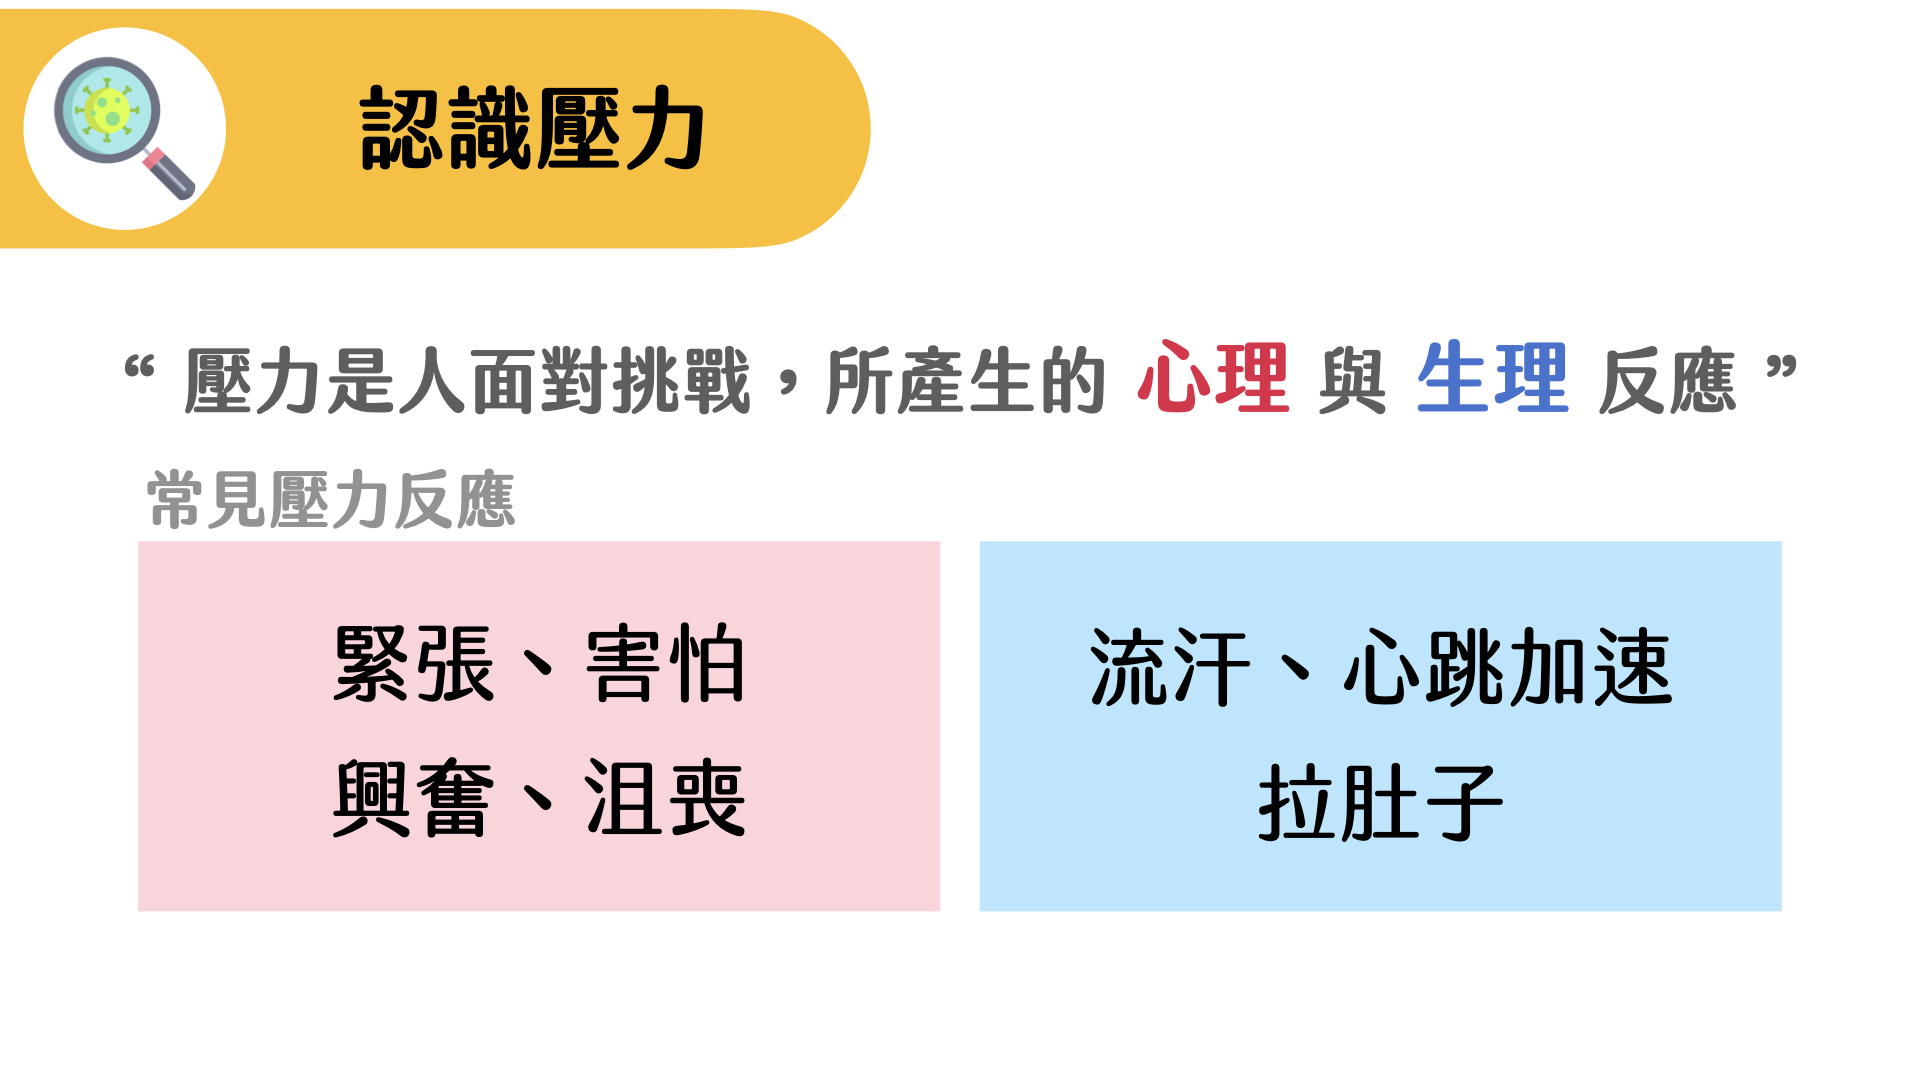 認識壓力
“ 壓力是人面對挑戰，所產生的 心理 與 生理 反應 ”
常見壓力反應
緊張、害怕
興奮、沮喪
流汗、心跳加速
拉肚子